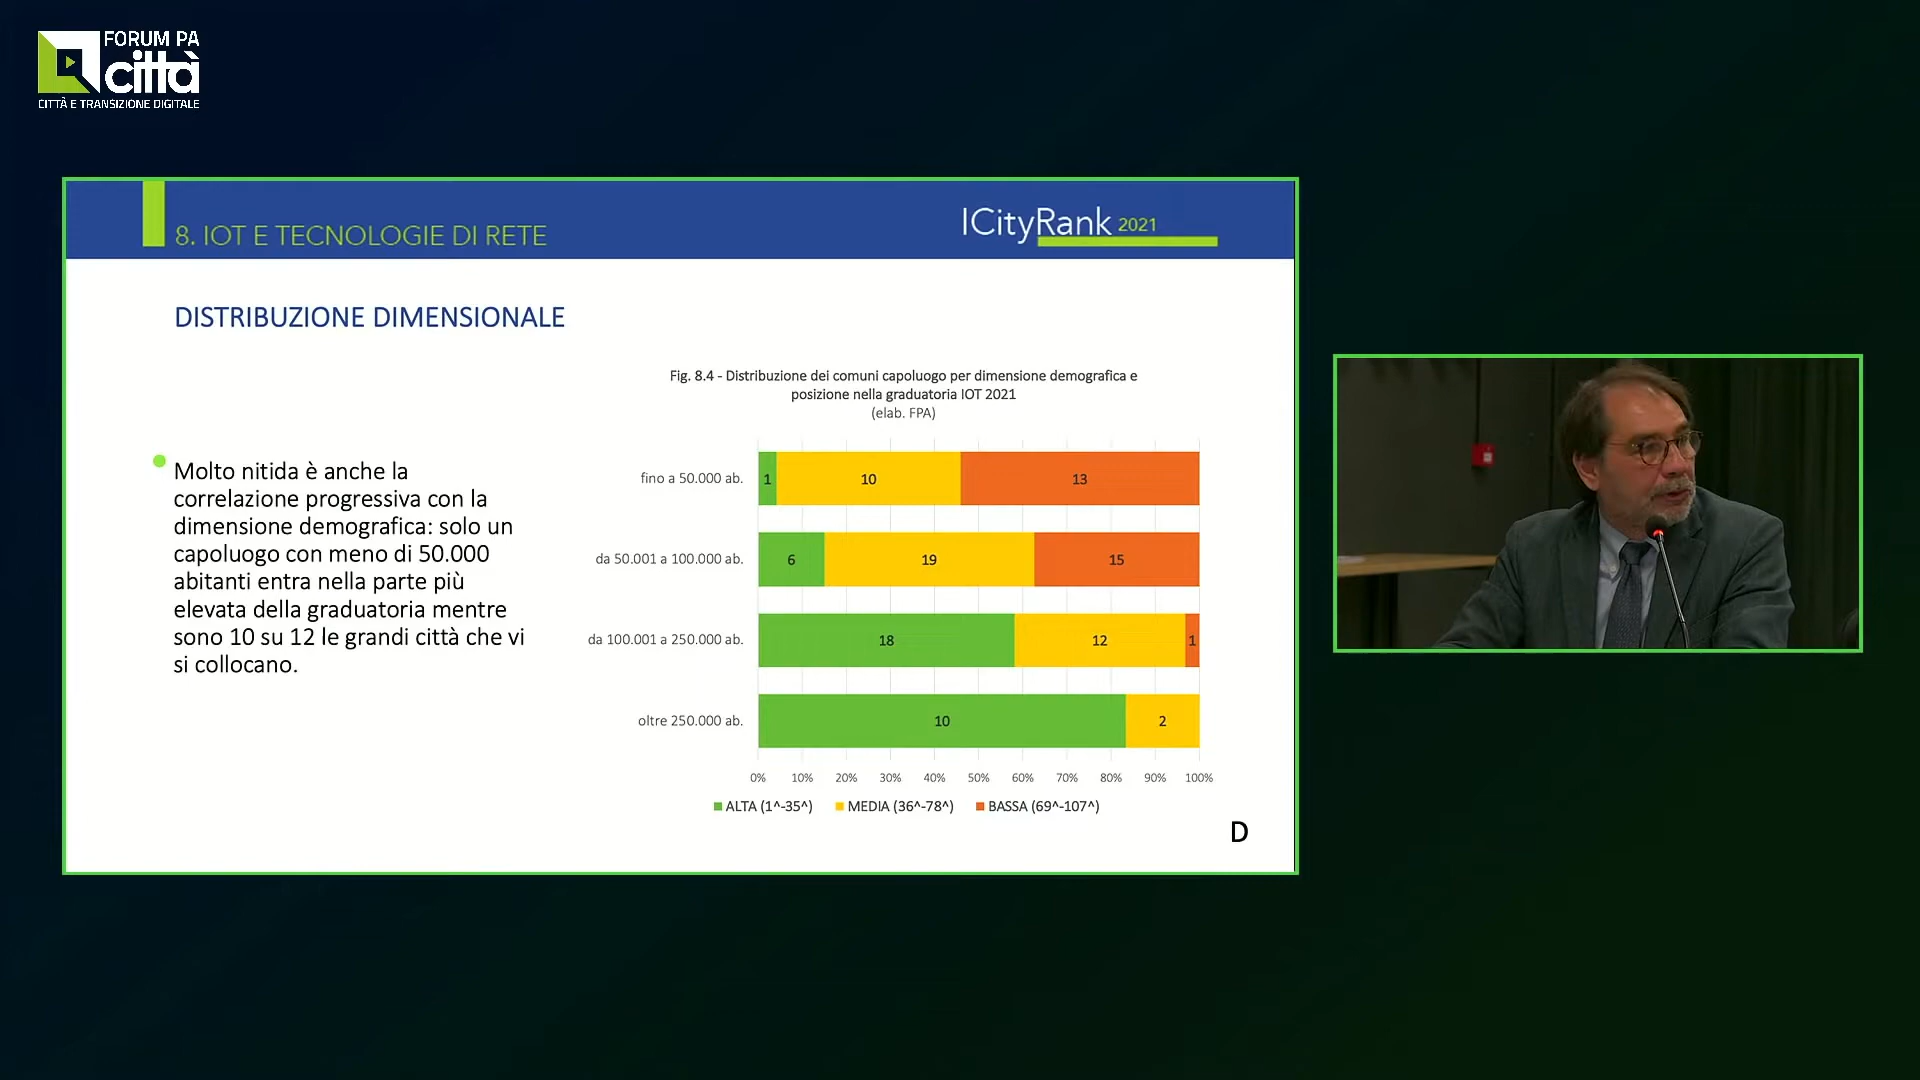 FORUM PA
città
CITTÀ E TRANSIZIONE DIGITALE
8. IOT E TECNOLOGIE DI RETE
ICityRank 2021
DISTRIBUZIONE DIMENSIONALE
Molto nitida è anche la
correlazione progressiva con la
dimensione demografica: solo un
capoluogo con meno di 50.000
abitanti entra nella parte più
elevata della graduatoria mentre
sono 10 su 12 le grandi città che vi
si collocano.
Fig. 8.4 - Distribuzione dei comuni capoluogo per dimensione demografica e
posizione nella graduatoria IOT 2021
(elab. FPA)
fino a 50.000 ab. 1 10 13
da 50.001 a 100.000 ab. 6 19 15
da 100.001 a 250.000 ab. 18 12 1
oltre 250.000 ab. 10 2
0% 10% 20% 30% 40% 50% 60% 70% 80% 90% 100%
ALTA (1^-35^) MEDIA (36^-78^) BASSA (69^-107^)
D